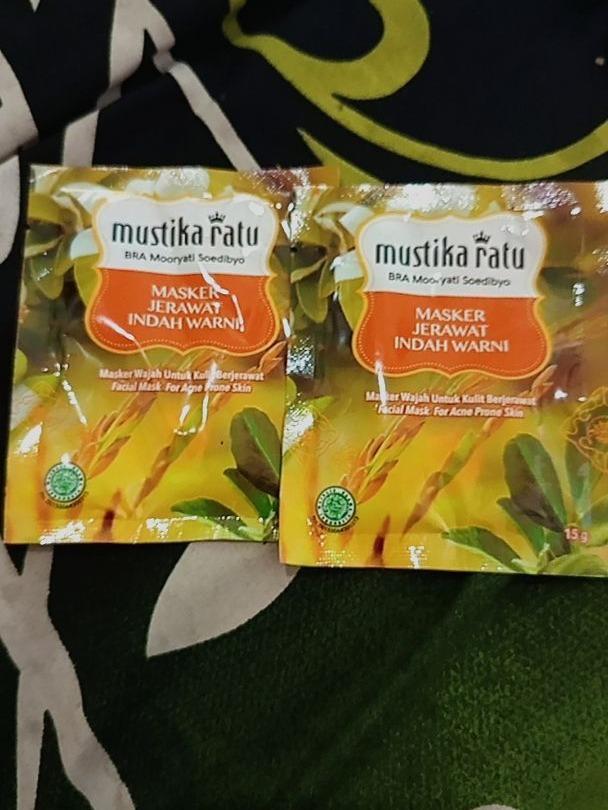 mustika ratu
BRA Mooryati Soedibyo
MASKER
JERAWAT
INDAH WARNI
Masker Wajah Untuk Kulit Berjerawat
Facial Mask For Acne Prone Skin
mustika ratu
BRA Mooryati Soedibyo
MASKER
JERAWAT
INDAH WARNI
Masker Wajah Untuk Kulit Berjerawat
Facial Mask For Acne Prone Skin
15 g